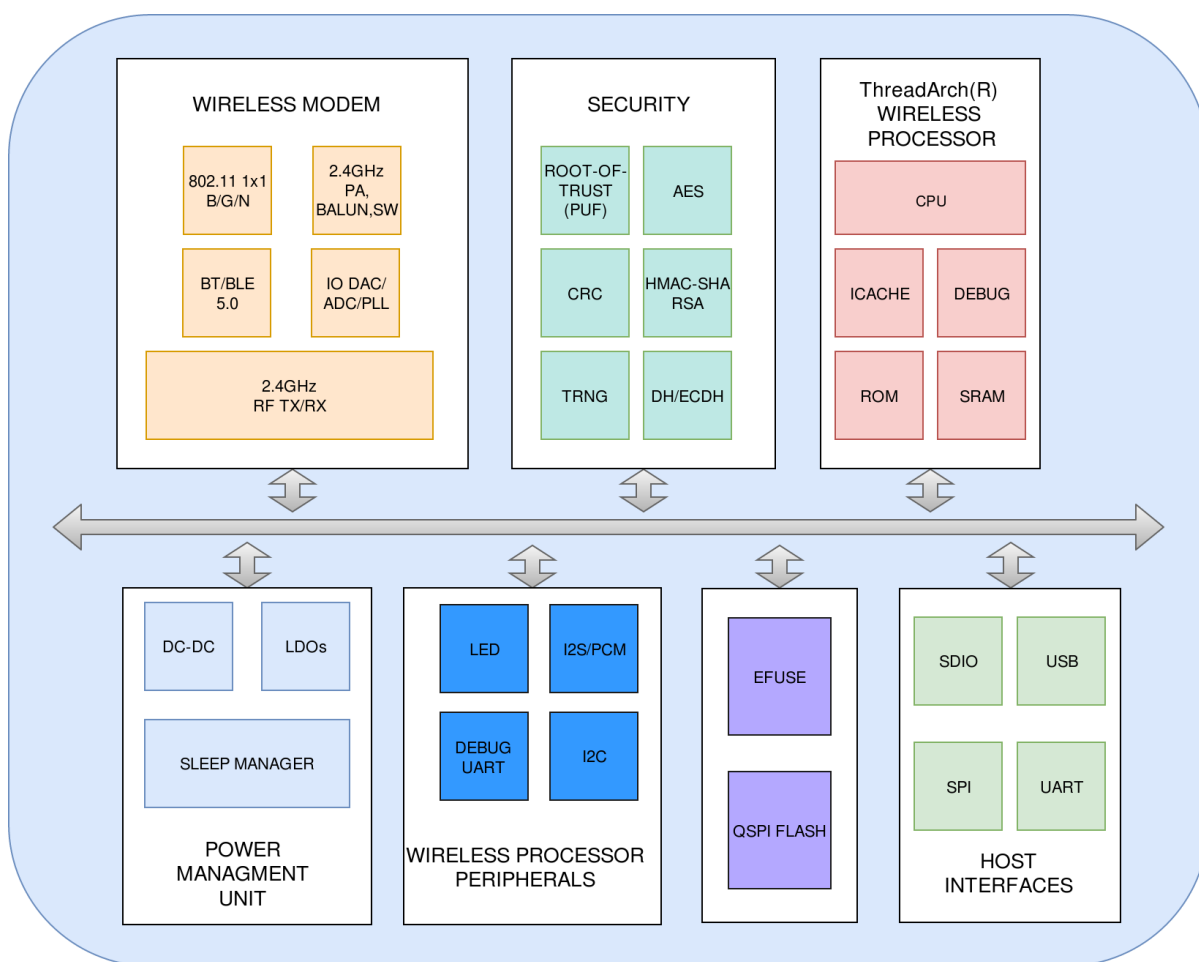 WIRELESS MODEM
802.11 1x1
B/G/N
2.4GHz
PA,
BALUN,SW
BT/BLE
5.0
IO DAC/
ADC/PLL
2.4GHz
RF TX/RX
SECURITY
ROOT-OF-
TRUST
(PUF)
AES
CRC
HMAC-SHA
RSA
TRNG
DH/ECDH
ThreadArch(R)
WIRELESS
PROCESSOR
CPU
ICACHE
DEBUG
ROM
SRAM
DC-DC
LDOs
SLEEP MANAGER
POWER
MANAGMENT
UNIT
LED
I2S/PCM
DEBUG
UART
I2C
WIRELESS PROCESSOR
PERIPHERALS
EFUSE
QSPI FLASH
SDIO
USB
SPI
UART
HOST
INTERFACES